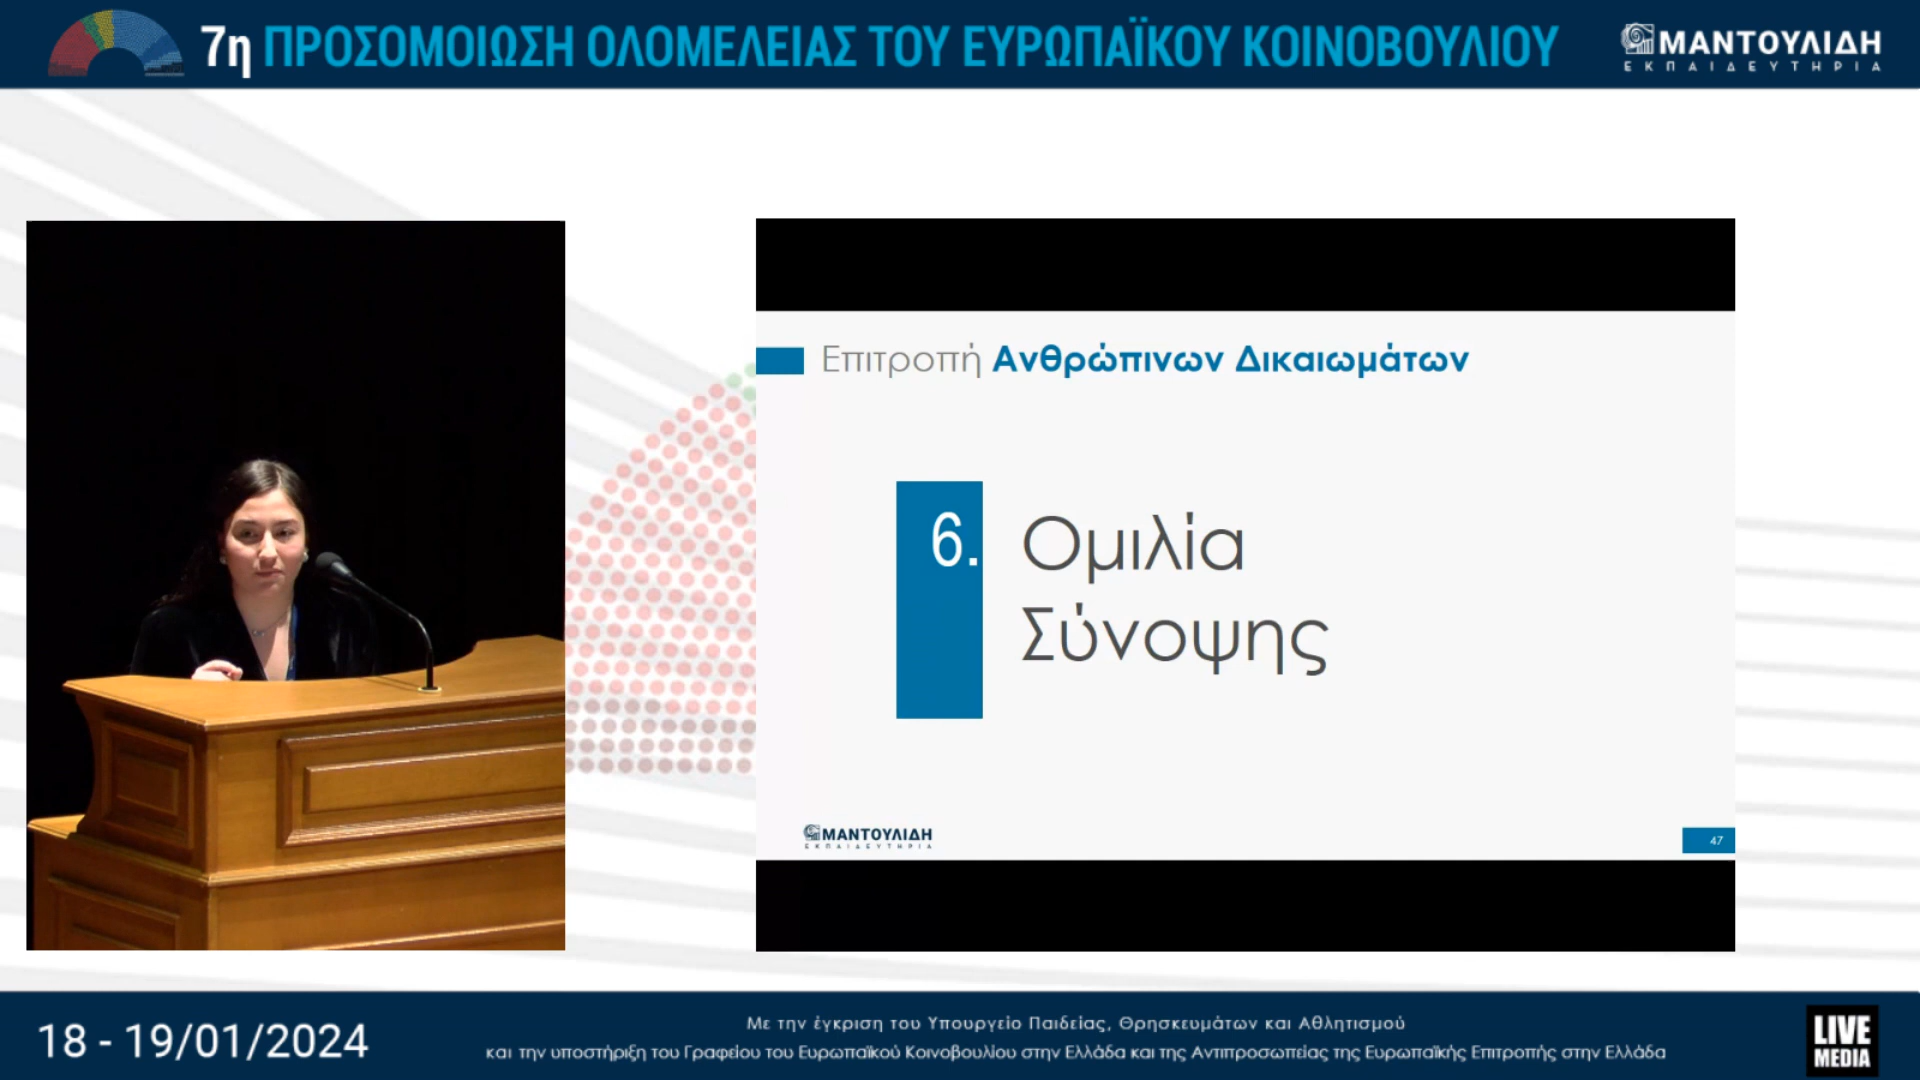 7η ΠΡΟΣΟΜΟΙΩΣΗ ΟΛΟΜΕΛΕΙΑΣ ΤΟΥ ΕΥΡΩΠΑΪΚΟΥ ΚΟΙΝΟΒΟΥΛΙΟΥ
ΜΑΝΤΟΥΛΙΔΗ
ΕΚΠΑΙΔΕΥΤΗΡΙΑ
Επιτροπή Ανθρώπινων Δικαιωμάτων
6. Ομιλία
Σύνοψης
ΜΑΝΤΟΥΛΙΔΗ
ΕΚΠΑΙΔΕΥΤΗΡΙΑ
47
18 - 19/01/2024
Με την έγκριση του Υπουργείο Παιδείας, Θρησκευμάτων και Αθλητισμού
και την υποστήριξη του Γραφείου του Ευρωπαϊκού Κοινοβουλίου στην Ελλάδα και της Αντιπροσωπείας της Ευρωπαϊκής Επιτροπής στην Ελλάδα
LIVE
MEDIA